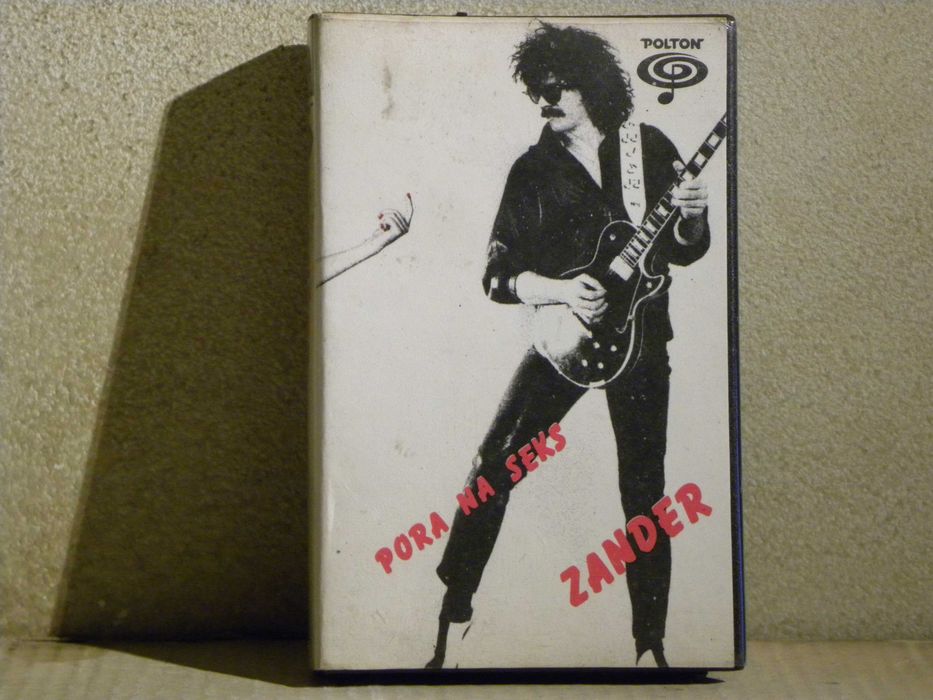 POLTON
PORA NA SEKS
ZANDER